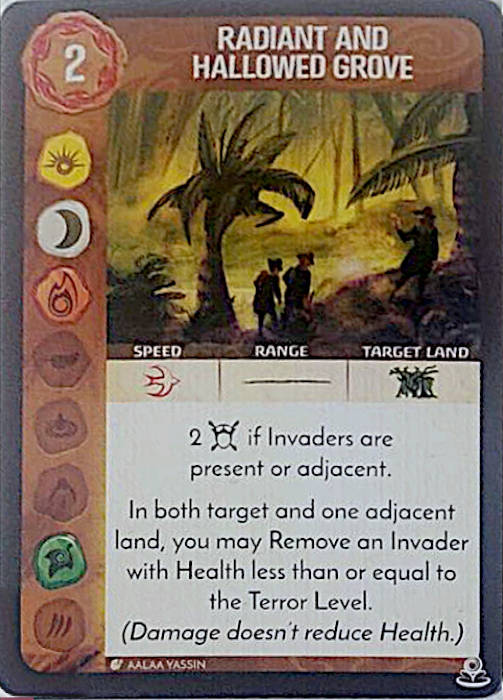 2
RADIANT AND
HALLOWED GROVE
SPEED RANGE TARGET LAND
2 if Invaders are
present or adjacent.
In both target and one adjacent
land, you may Remove an Invader
with Health less than or equal to
the Terror Level.
(Damage doesn't reduce Health.)
AALAA YASSIN